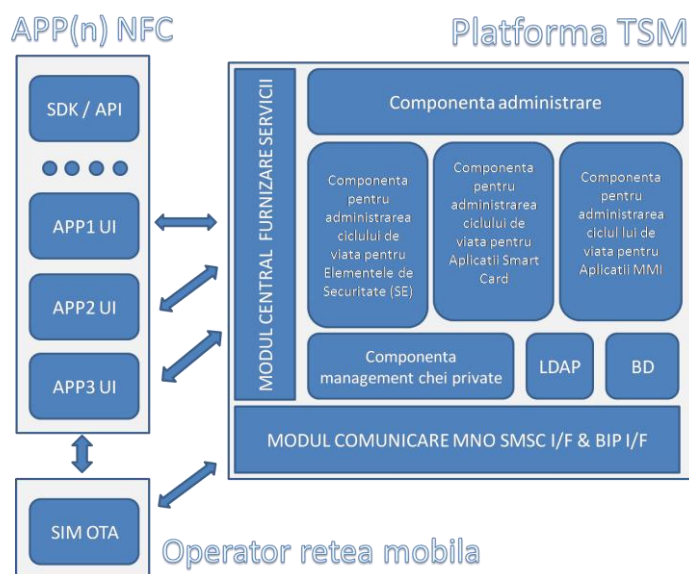 APP(n) NFC
SDK / API
APP1 UI
APP2 UI
APP3 UI
SIM OTA
Operator retea mobila
Platforma TSM
MODUL CENTRAL FURNIZARE SERVICII
Componenta administrare
Componenta
pentru
administrarea
ciclului de
viata pentru
Elementele de
Securitate (SE)
Componenta
pentru
administrarea
ciclului de
viata pentru
Aplicatii Smart
Card
Componenta
pentru
administrarea
ciclul lui de
viata pentru
Aplicatii MMI
Componenta
management chei private
LDAP
BD
MODUL COMUNICARE MNO SMSC I/F & BIP I/F